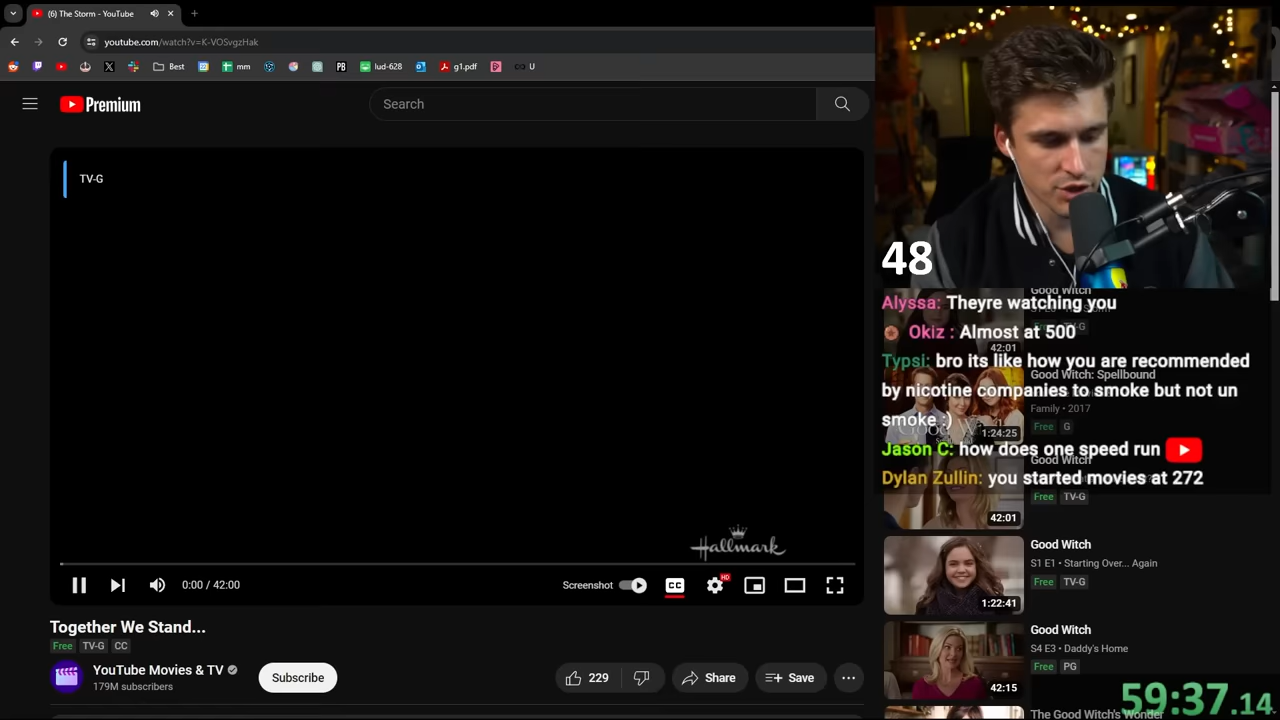 (6) The Storm - YouTube
youtube.com/watch?v=K-VOSvgzHak
Best
mm
PB
iud-628
g1.pdf
U
Premium
Search
TV-G
Hallmark
0:00 / 42:00
Screenshot
CC
HD
Together We Stand...
Free TV-G CC
YouTube Movies & TV
179M subscribers
Subscribe
229
Share
Save
48
Good Witch
TV-G
42:01
Alyssa: Theyre watching you
Okiz : Almost at 500
Typsi: bro its like how you are recommended
by nicotine companies to smoke but not un
smoke :)
Jason C: how does one speed run
Dylan Zullin: you started movies at 272
Good Witch: Spellbound
Family • 2017
Free G
1:24:25
Good Witch
Free TV-G
42:01
Good Witch
S1 E1 • Starting Over... Again
Free TV-G
1:22:41
Good Witch
S4 E3 • Daddy's Home
Free PG
42:15
The Good Witch's Wonder
59:37.14